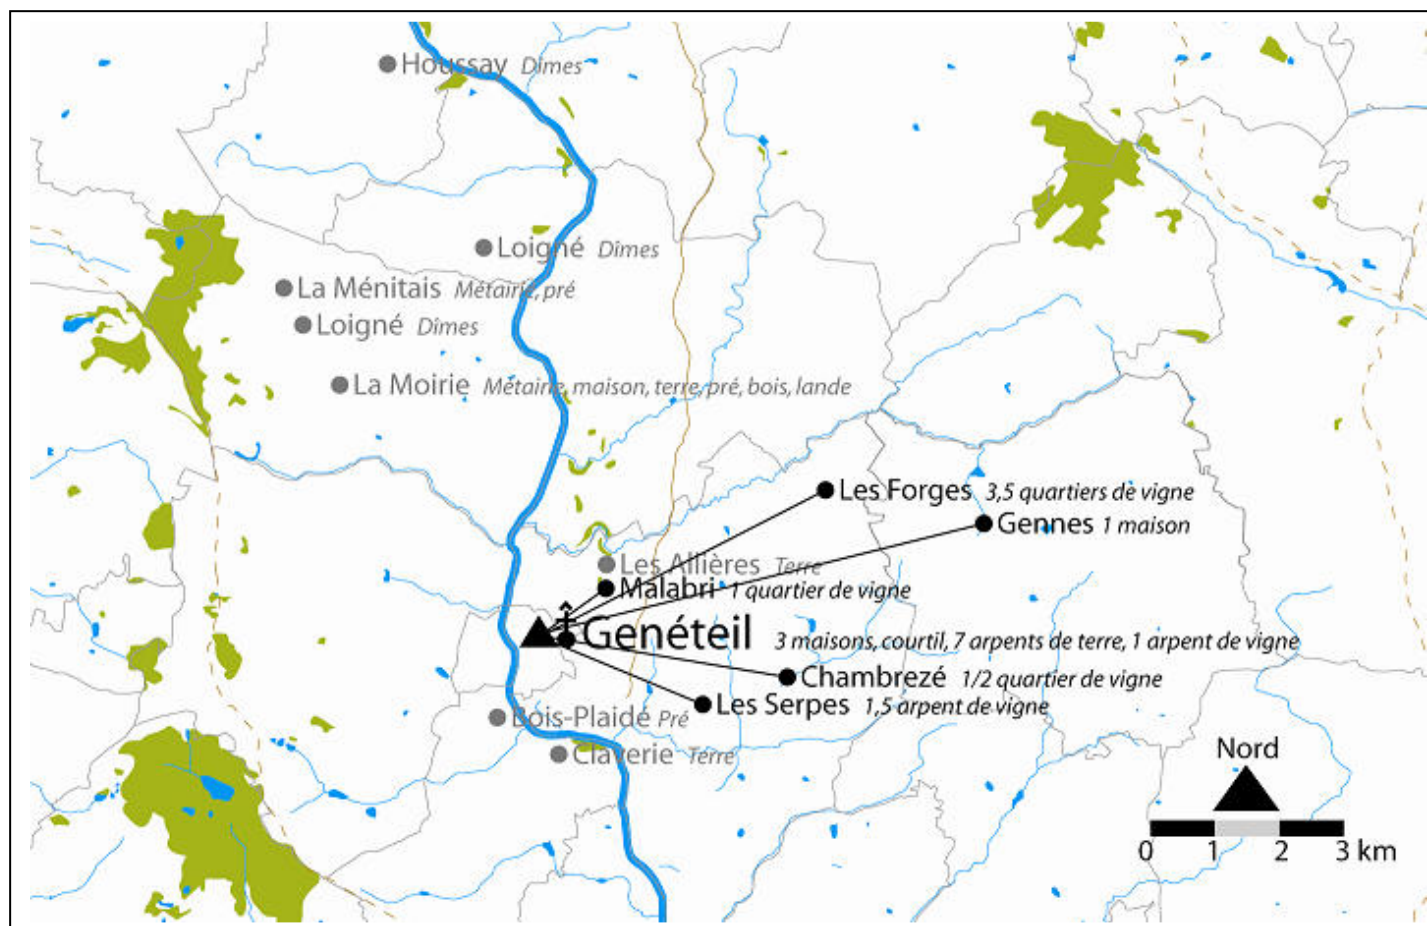 Houssay Dîmes
Loigné Dîmes
La Ménitais Métairie, pré
Loigné Dîmes
La Moirie Métairie, maison, terre, pré, bois, lande
Les Forges 3,5 quartiers de vigne
Gennes 1 maison
Les Allières Terre
Malabri 1 quartier de vigne
Genéteil 3 maisons, courtil, 7 arpents de terre, 1 arpent de vigne
Chambrezé 1/2 quartier de vigne
Les Serpes 1,5 arpent de vigne
Bois-Plaidé Pré
Claverie Terre
Nord
0 1 2 3 km